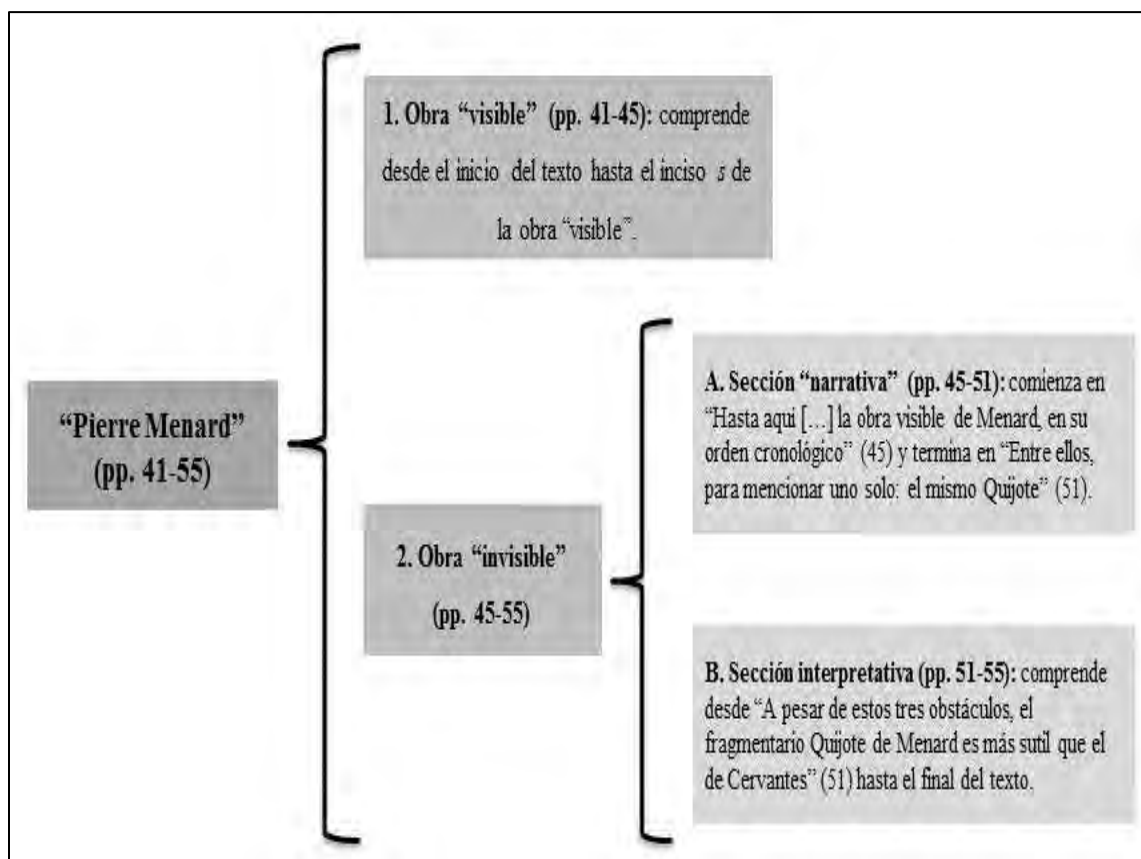 1. Obra “visible” (pp. 41-45): comprende
desde el inicio del texto hasta el inciso s de
la obra “visible”.
“Pierre Menard”
(pp. 41-55)
2. Obra “invisible”
(pp. 45-55)
A. Sección “narrativa” (pp. 45-51): comienza en
“Hasta aqui [...] la obra visible de Menard, en su
orden cronológico” (45) y termina en “Entre ellos,
para mencionar uno solo: el mismo Quijote” (51).
B. Sección interpretativa (pp. 51-55): comprende
desde “A pesar de estos tres obstáculos, el
fragmentario Quijote de Menard es más sutil que el
de Cervantes” (51) hasta el final del texto.